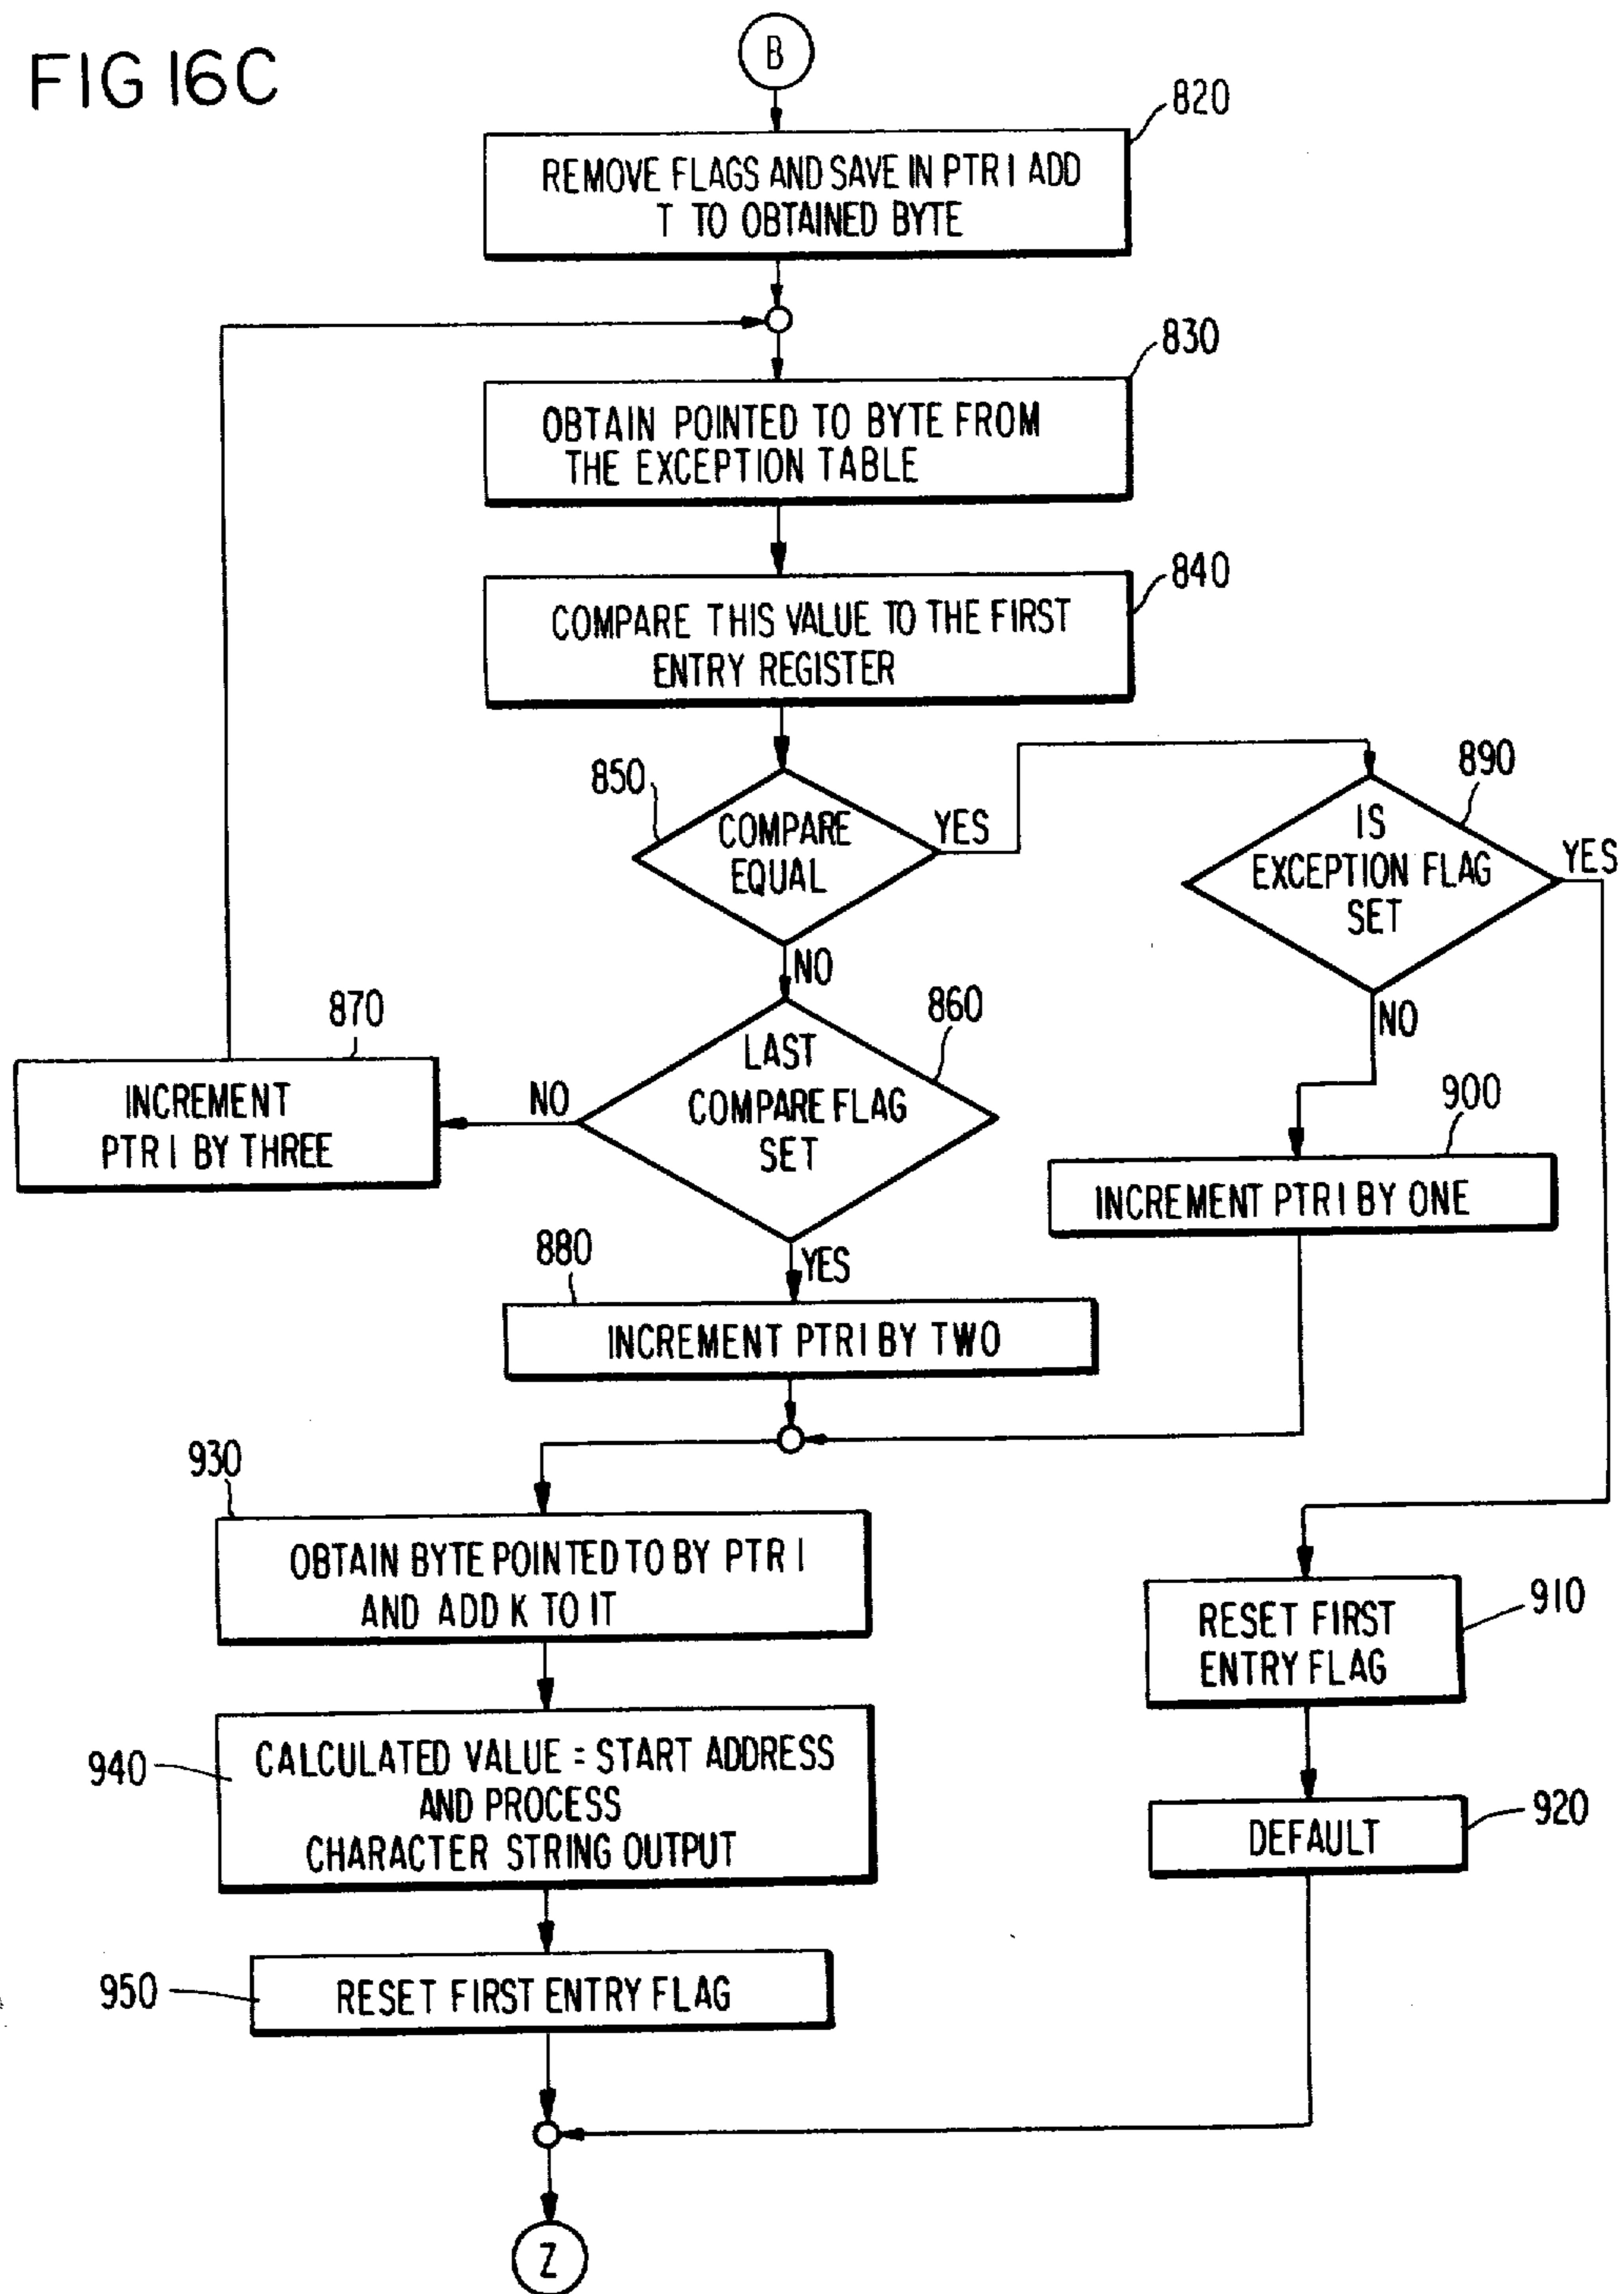 FIG 16C
B
820
REMOVE FLAGS AND SAVE IN PTR I ADD
T TO OBTAINED BYTE
830
OBTAIN POINTED TO BYTE FROM
THE EXCEPTION TABLE
840
COMPARE THIS VALUE TO THE FIRST
ENTRY REGISTER
850
COMPARE
EQUAL
YES
NO
890
IS
EXCEPTION FLAG
SET
YES
NO
860
LAST
COMPARE FLAG
SET
NO
YES
870
INCREMENT
PTR I BY THREE
900
INCREMENT PTR I BY ONE
880
INCREMENT PTR I BY TWO
930
OBTAIN BYTE POINTED TO BY PTR I
AND ADD K TO IT
910
RESET FIRST
ENTRY FLAG
940
CALCULATED VALUE = START ADDRESS
AND PROCESS
CHARACTER STRING OUTPUT
920
DEFAULT
950
RESET FIRST ENTRY FLAG
Z